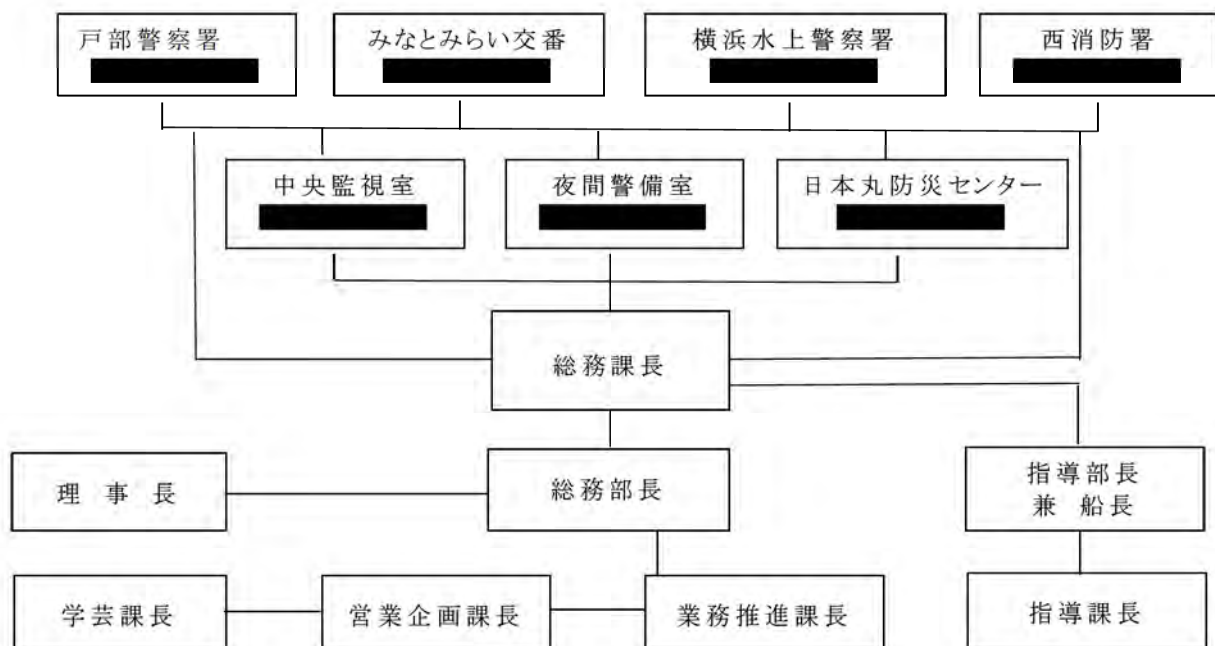 戸部警察署
みなとみらい交番
横浜水上警察署
西消防署
中央監視室
夜間警備室
日本丸防災センター
総務課長
理事長
総務部長
指導部長
兼船長
学芸課長
営業企画課長
業務推進課長
指導課長